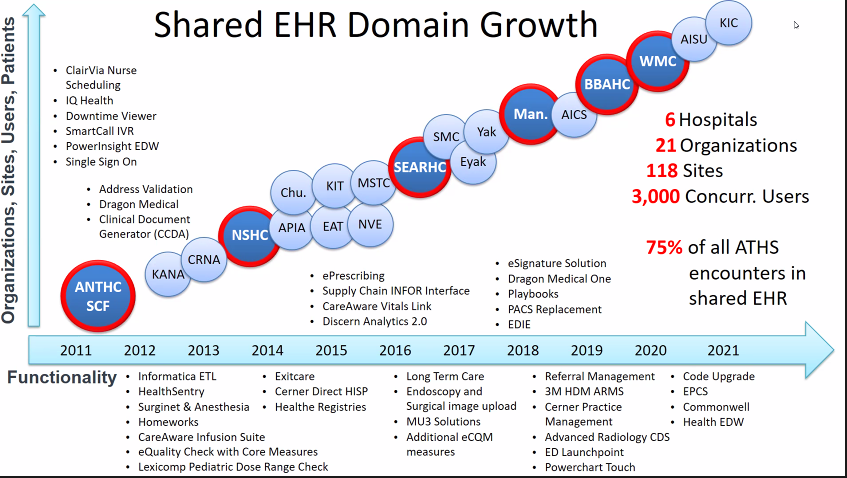 Shared EHR Domain Growth
Organizations, Sites, Users, Patients
• ClairVia Nurse
Scheduling
• IQ Health
• Downtime Viewer
• SmartCall IVR
• PowerInsight EDW
• Single Sign On
• Address Validation
• Dragon Medical
• Clinical Document
Generator (CCDA)
ANTHC
SCF
KANA
CRNA
NSHC
Chu.
APIA
KIT
EAT
MSTC
NVE
SEARHC
SMC
Eyak
Yak
Man.
AICS
BBAHC
WMC
AISU
KIC
6 Hospitals
21 Organizations
118 Sites
3,000 Concurr. Users
75% of all ATHS
encounters in
shared EHR
• ePrescribing
• Supply Chain INFOR Interface
• CareAware Vitals Link
• Discern Analytics 2.0
• eSignature Solution
• Dragon Medical One
• Playbooks
• PACS Replacement
• EDIE
2011 2012 2013 2014 2015 2016 2017 2018 2019 2020 2021
Functionality
• Informatica ETL
• HealthSentry
• Surginet & Anesthesia
• Homeworks
• CareAware Infusion Suite
• eQuality Check with Core Measures
• Lexicomp Pediatric Dose Range Check
• Exitcare
• Cerner Direct HISP
• Healthe Registries
• Long Term Care
• Endoscopy and
Surgical image upload
• MU3 Solutions
• Additional eCQM
measures
• Referral Management
• 3M HDM ARMS
• Cerner Practice
Management
• Advanced Radiology CDS
• ED Launchpoint
• Powerchart Touch
• Code Upgrade
• EPCS
• Commonwell
• Health EDW